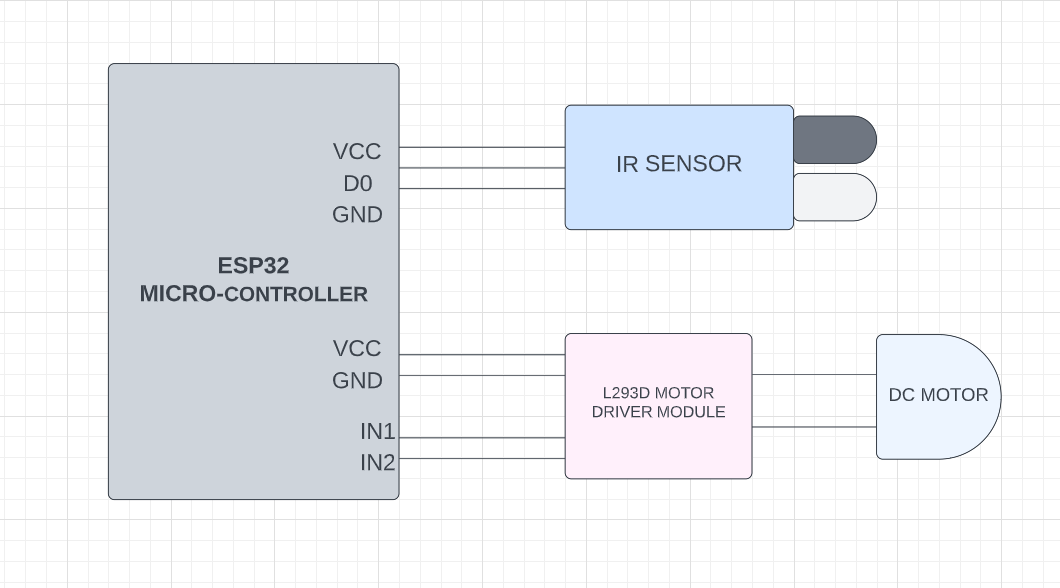 VCC
D0
GND
IR SENSOR
ESP32
MICRO-CONTROLLER
VCC
GND
IN1
IN2
L293D MOTOR
DRIVER MODULE
DC MOTOR